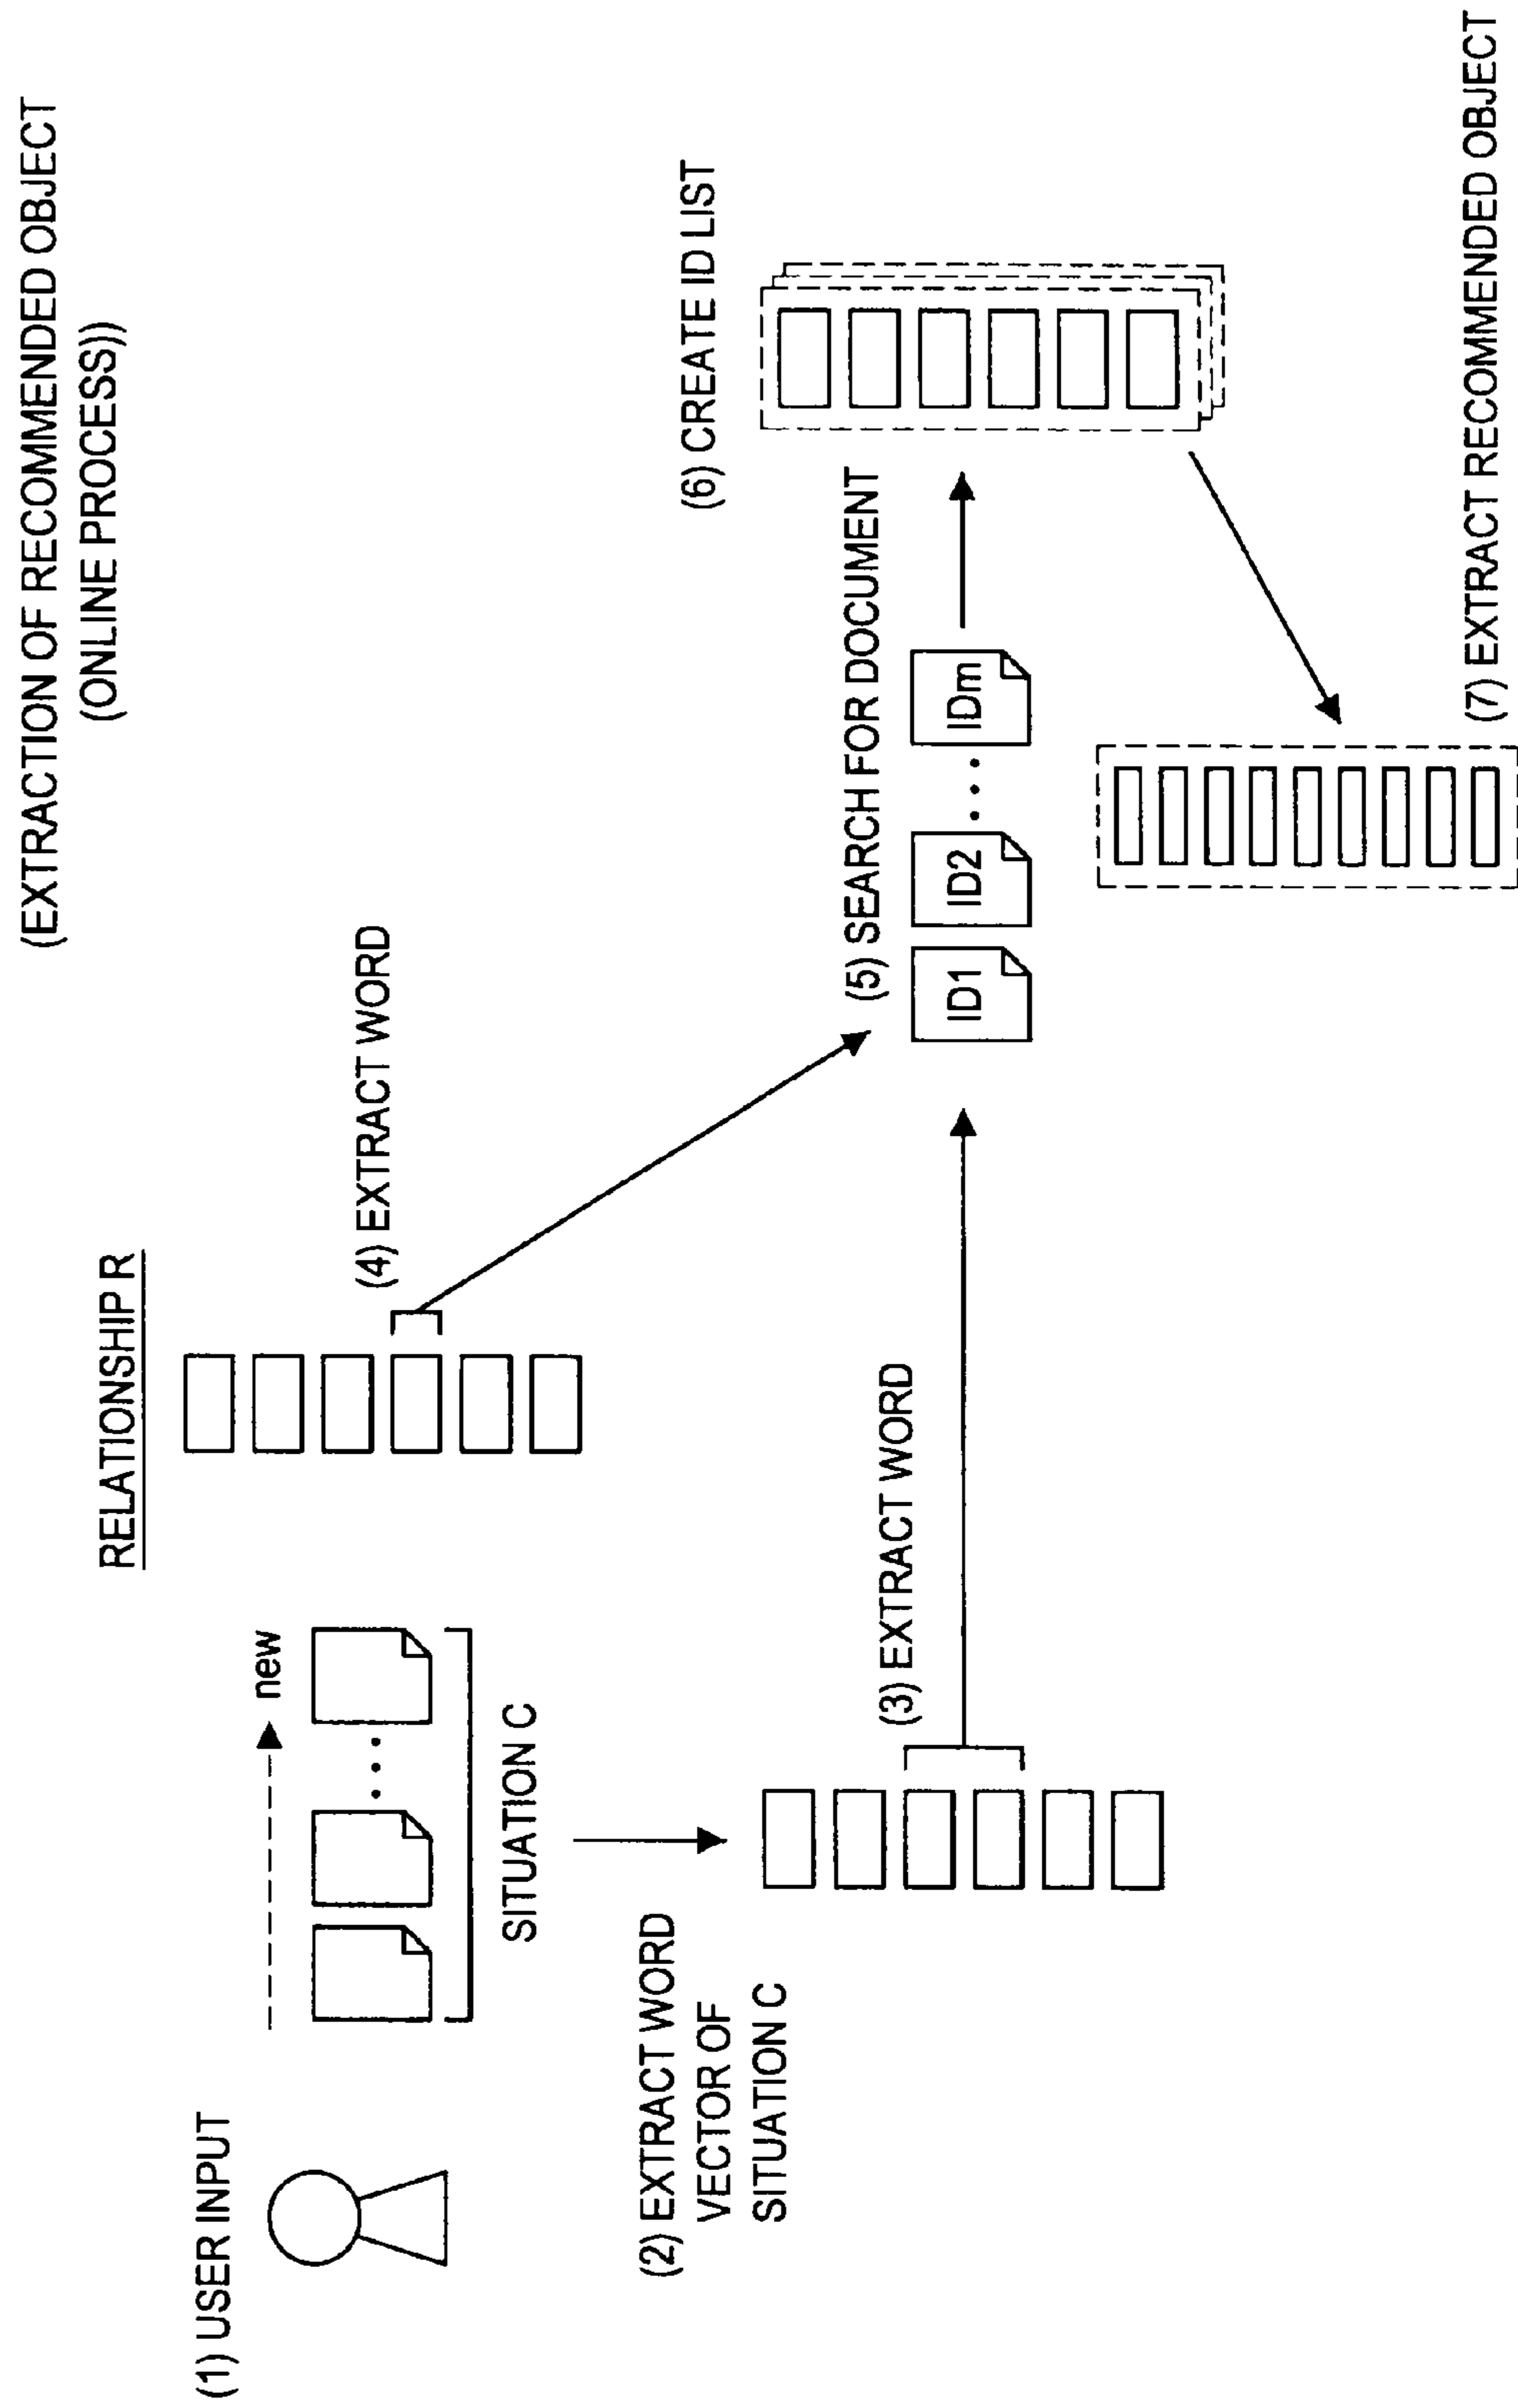 (EXTRACTION OF RECOMMENDED OBJECT
(ONLINE PROCESS))
(1) USER INPUT
new
SITUATION C
RELATIONSHIP R
(2) EXTRACT WORD
VECTOR OF
SITUATION C
(3) EXTRACT WORD
(4) EXTRACT WORD
(5) SEARCH FOR DOCUMENT
ID1
ID2
IDm
(6) CREATE ID LIST
(7) EXTRACT RECOMMENDED OBJECT